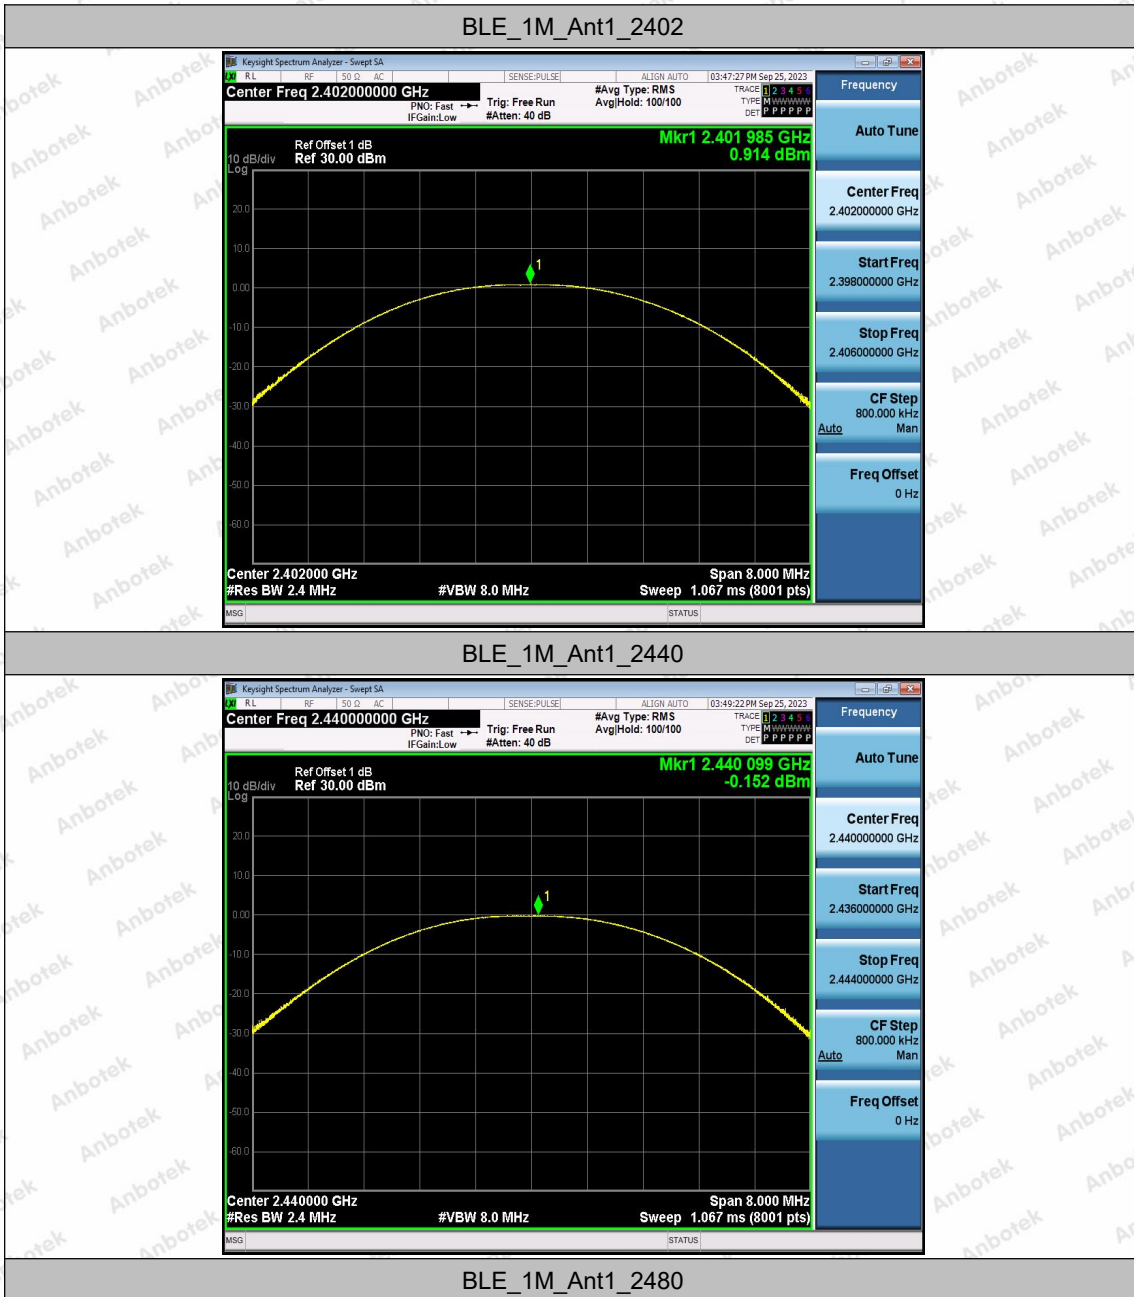 BLE_1M_Ant1_2402
Keysight Spectrum Analyzer - Swept SA
LXI RL RF 50 Ω AC SENSE:PULSE ALIGN AUTO 03:47:27 PM Sep 25, 2023
Center Freq 2.402000000 GHz
PNO: Fast
IFGain:Low
Trig: Free Run
#Atten: 40 dB
#Avg Type: RMS
Avg|Hold: 100/100
TRACE 1 2 3 4 5 6
TYPE M W W W W W
DET P P P P P P
Frequency
Auto Tune
Center Freq
2.402000000 GHz
Start Freq
2.398000000 GHz
Stop Freq
2.406000000 GHz
CF Step
800.000 kHz
Auto Man
Freq Offset
0 Hz
Mkr1 2.401 985 GHz
0.914 dBm
Ref Offset 1 dB
10 dB/div Ref 30.00 dBm
Log
20.0
10.0
0.00
-10.0
-20.0
-30.0
-40.0
-50.0
-60.0
1
Center 2.402000 GHz Span 8.000 MHz
#Res BW 2.4 MHz #VBW 8.0 MHz Sweep 1.067 ms (8001 pts)
MSG STATUS
BLE_1M_Ant1_2440
Keysight Spectrum Analyzer - Swept SA
LXI RL RF 50 Ω AC SENSE:PULSE ALIGN AUTO 03:49:22 PM Sep 25, 2023
Center Freq 2.440000000 GHz
PNO: Fast
IFGain:Low
Trig: Free Run
#Atten: 40 dB
#Avg Type: RMS
Avg|Hold: 100/100
TRACE 1 2 3 4 5 6
TYPE M W W W W W
DET P P P P P P
Frequency
Auto Tune
Center Freq
2.440000000 GHz
Start Freq
2.436000000 GHz
Stop Freq
2.444000000 GHz
CF Step
800.000 kHz
Auto Man
Freq Offset
0 Hz
Mkr1 2.440 099 GHz
-0.152 dBm
Ref Offset 1 dB
10 dB/div Ref 30.00 dBm
Log
20.0
10.0
0.00
-10.0
-20.0
-30.0
-40.0
-50.0
-60.0
1
Center 2.440000 GHz Span 8.000 MHz
#Res BW 2.4 MHz #VBW 8.0 MHz Sweep 1.067 ms (8001 pts)
MSG STATUS
BLE_1M_Ant1_2480
Anbotek